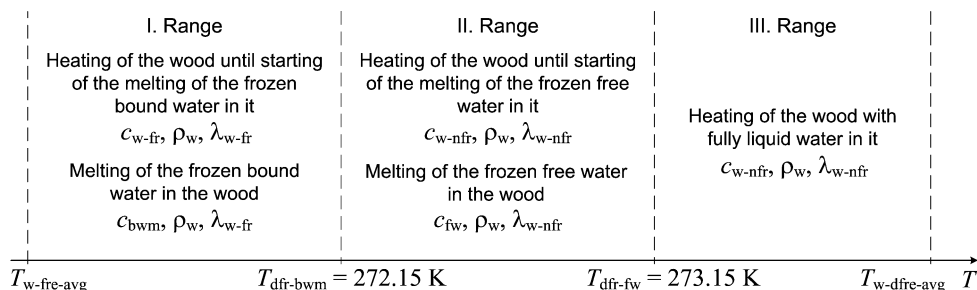 I. Range
Heating of the wood until starting
of the melting of the frozen
bound water in it
c_w-fr, ρ_w, λ_w-fr
Melting of the frozen bound
water in the wood
c_bwm, ρ_w, λ_w-fr
II. Range
Heating of the wood until starting
of the melting of the frozen free
water in it
c_w-nfr, ρ_w, λ_w-nfr
Melting of the frozen free water
in the wood
c_fw, ρ_w, λ_w-nfr
III. Range
Heating of the wood with
fully liquid water in it
c_w-nfr, ρ_w, λ_w-nfr
T_w-fre-avg
T_dfr-bwm = 272.15 K
T_dfr-fw = 273.15 K
T_w-dfre-avg
T